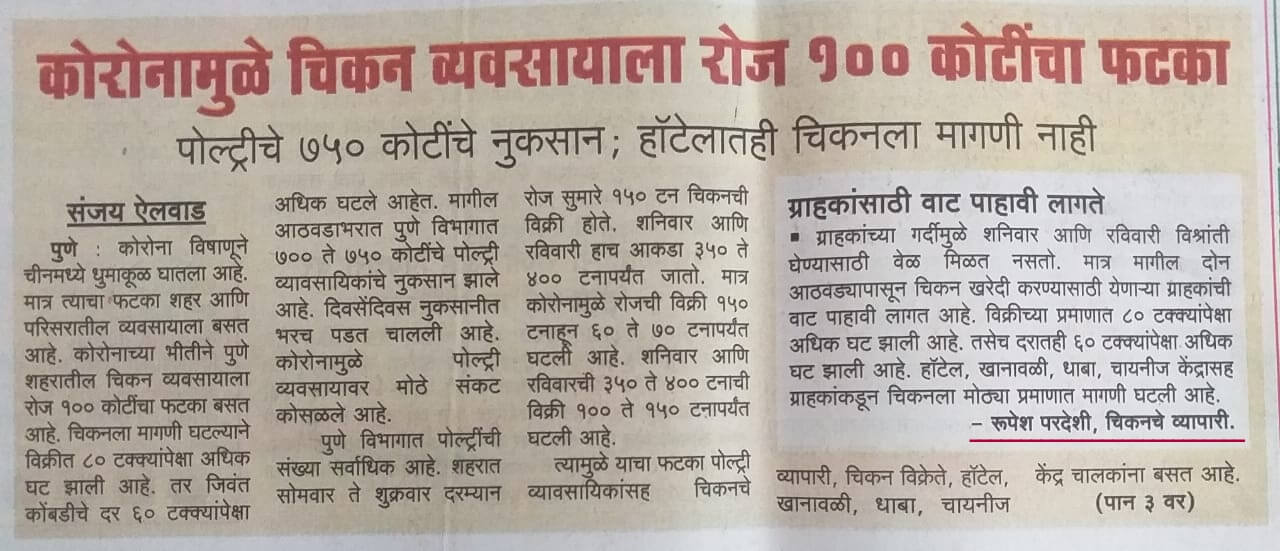 कोरोनामुळे चिकन व्यवसायाला रोज १०० कोटींचा फटका
पोल्ट्रीचे ७५० कोटींचे नुकसान ; हॉटेलातही चिकनला मागणी नाही
संजय ऐलवाड
पुणे : कोरोना विषाणूने
चीनमध्ये धुमाकूळ घातला आहे.
मात्र त्याचा फटका शहर आणि
परिसरातील व्यवसायाला बसत
आहे. कोरोनाच्या भीतीने पुणे
शहरातील चिकन व्यवसायाला
रोज १०० कोटींचा फटका बसत
आहे. चिकनला मागणी घटल्याने
विक्रीत ८० टक्क्यांपेक्षा अधिक
घट झाली आहे. तर जिवंत
कोंबडीचे दर ६० टक्क्यांपेक्षा
अधिक घटले आहेत. मागील
आठवडाभरात पुणे विभागात
७०० ते ७५० कोटींचे पोल्ट्री
व्यावसायिकांचे नुकसान झाले
आहे. दिवसेंदिवस नुकसानीत
भरच पडत चालली आहे.
कोरोनामुळे पोल्ट्री
व्यवसायावर मोठे संकट
कोसळले आहे.
पुणे विभागात पोल्ट्रींची
संख्या सर्वाधिक आहे. शहरात
सोमवार ते शुक्रवार दरम्यान
रोज सुमारे १५० टन चिकनची
विक्री होते. शनिवार आणि
रविवारी हाच आकडा ३५० ते
४०० टनापर्यंत जातो. मात्र
कोरोनामुळे रोजची विक्री १५०
टनाहून ६० ते ७० टनापर्यंत
घटली आहे. शनिवार आणि
रविवारची ३५० ते ४०० टनाची
विक्री १०० ते १५० टनापर्यंत
घटली आहे.
त्यामुळे याचा फटका पोल्ट्री
व्यावसायिकांसह चिकनचे
ग्राहकांसाठी वाट पाहावी लागते
▪ ग्राहकांच्या गर्दीमुळे शनिवार आणि रविवारी विश्रांती
घेण्यासाठी वेळ मिळत नसतो. मात्र मागील दोन
आठवड्यापासून चिकन खरेदी करण्यासाठी येणाऱ्या ग्राहकांची
वाट पाहावी लागत आहे. विक्रीच्या प्रमाणात ८० टक्क्यांपेक्षा
अधिक घट झाली आहे. तसेच दरातही ६० टक्क्यांपेक्षा अधिक
घट झाली आहे. हॉटेल, खानावळी, धाबा, चायनीज केंद्रासह
ग्राहकांकडून चिकनला मोठ्या प्रमाणात मागणी घटली आहे.
– रूपेश परदेशी, चिकनचे व्यापारी.
व्यापारी, चिकन विक्रेते, हॉटेल,
खानावळी, धाबा, चायनीज
केंद्र चालकांना बसत आहे.
(पान ३ वर)